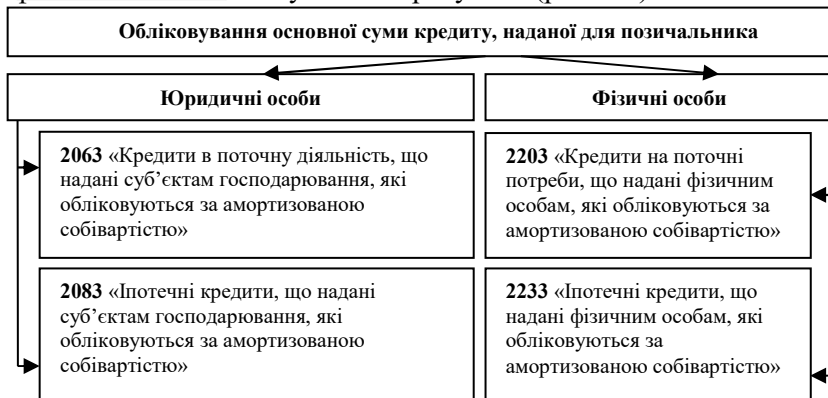 Обліковування основної суми кредиту, наданої для позичальника
Юридичні особи
Фізичні особи
2063 «Кредити в поточну діяльність, що
надані суб’єктам господарювання, які
обліковуються за амортизованою
собівартістю»
2203 «Кредити на поточні
потреби, що надані фізичним
особам, які обліковуються за
амортизованою собівартістю»
2083 «Іпотечні кредити, що надані
суб’єктам господарювання, які
обліковуються за амортизованою
собівартістю»
2233 «Іпотечні кредити, що
надані фізичним особам, які
обліковуються за
амортизованою собівартістю»